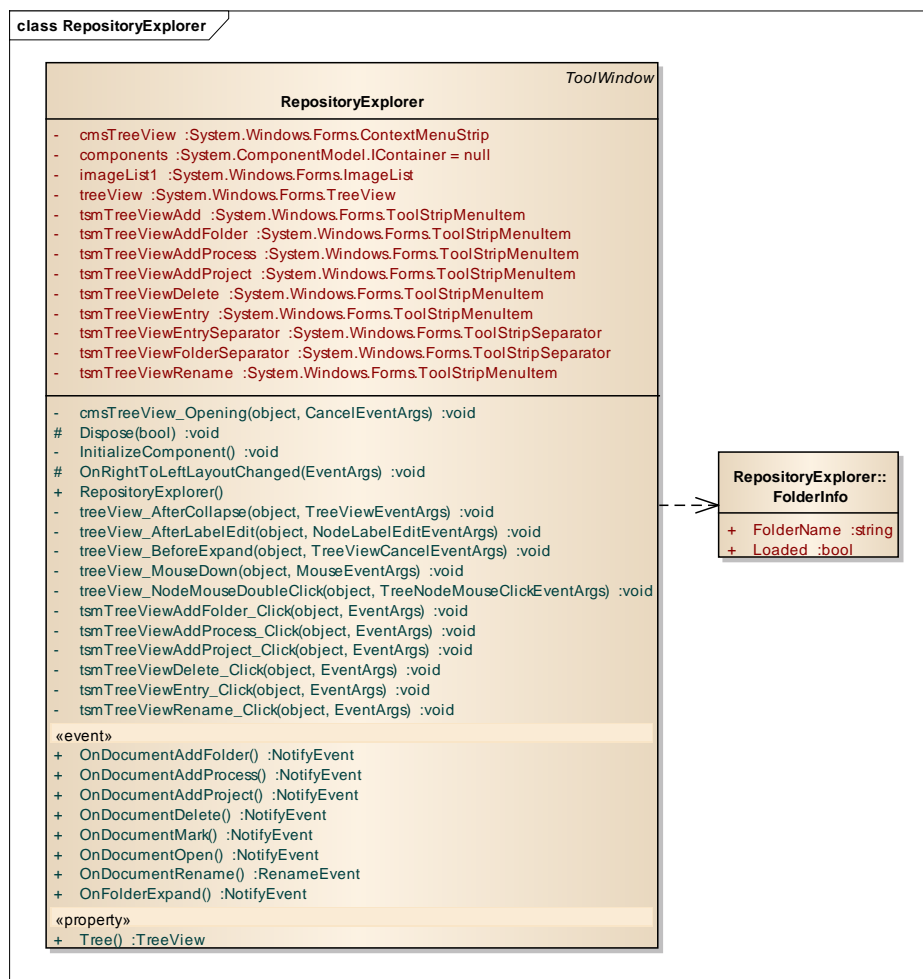 class RepositoryExplorer
ToolWindow
RepositoryExplorer
- cmsTreeView :System.Windows.Forms.ContextMenuStrip
- components :System.ComponentModel.IContainer = null
- imageList1 :System.Windows.Forms.ImageList
- treeView :System.Windows.Forms.TreeView
- tsmTreeViewAdd :System.Windows.Forms.ToolStripMenuItem
- tsmTreeViewAddFolder :System.Windows.Forms.ToolStripMenuItem
- tsmTreeViewAddProcess :System.Windows.Forms.ToolStripMenuItem
- tsmTreeViewAddProject :System.Windows.Forms.ToolStripMenuItem
- tsmTreeViewDelete :System.Windows.Forms.ToolStripMenuItem
- tsmTreeViewEntry :System.Windows.Forms.ToolStripMenuItem
- tsmTreeViewEntrySeparator :System.Windows.Forms.ToolStripSeparator
- tsmTreeViewFolderSeparator :System.Windows.Forms.ToolStripSeparator
- tsmTreeViewRename :System.Windows.Forms.ToolStripMenuItem
- cmsTreeView_Opening(object, CancelEventArgs) :void
# Dispose(bool) :void
- InitializeComponent() :void
# OnRightToLeftLayoutChanged(EventArgs) :void
+ RepositoryExplorer()
- treeView_AfterCollapse(object, TreeViewEventArgs) :void
- treeView_AfterLabelEdit(object, NodeLabelEditEventArgs) :void
- treeView_BeforeExpand(object, TreeViewCancelEventArgs) :void
- treeView_MouseDown(object, MouseEventArgs) :void
- treeView_NodeMouseDoubleClick(object, TreeNodeMouseClickEventArgs) :void
- tsmTreeViewAddFolder_Click(object, EventArgs) :void
- tsmTreeViewAddProcess_Click(object, EventArgs) :void
- tsmTreeViewAddProject_Click(object, EventArgs) :void
- tsmTreeViewDelete_Click(object, EventArgs) :void
- tsmTreeViewEntry_Click(object, EventArgs) :void
- tsmTreeViewRename_Click(object, EventArgs) :void
«event»
+ OnDocumentAddFolder() :NotifyEvent
+ OnDocumentAddProcess() :NotifyEvent
+ OnDocumentAddProject() :NotifyEvent
+ OnDocumentDelete() :NotifyEvent
+ OnDocumentMark() :NotifyEvent
+ OnDocumentOpen() :NotifyEvent
+ OnDocumentRename() :RenameEvent
+ OnFolderExpand() :NotifyEvent
«property»
+ Tree() :TreeView
RepositoryExplorer::
FolderInfo
+ FolderName :string
+ Loaded :bool